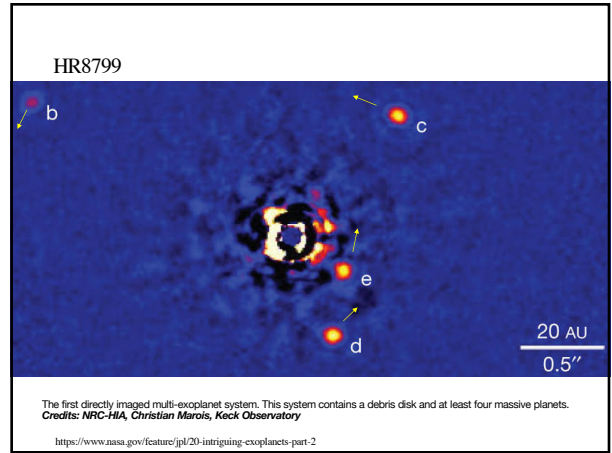 HR8799
b
c
e
d
20 AU
0.5″
The first directly imaged multi-exoplanet system. This system contains a debris disk and at least four massive planets.
Credits: NRC-HIA, Christian Marois, Keck Observatory
https://www.nasa.gov/feature/jpl/20-intriguing-exoplanets-part-2